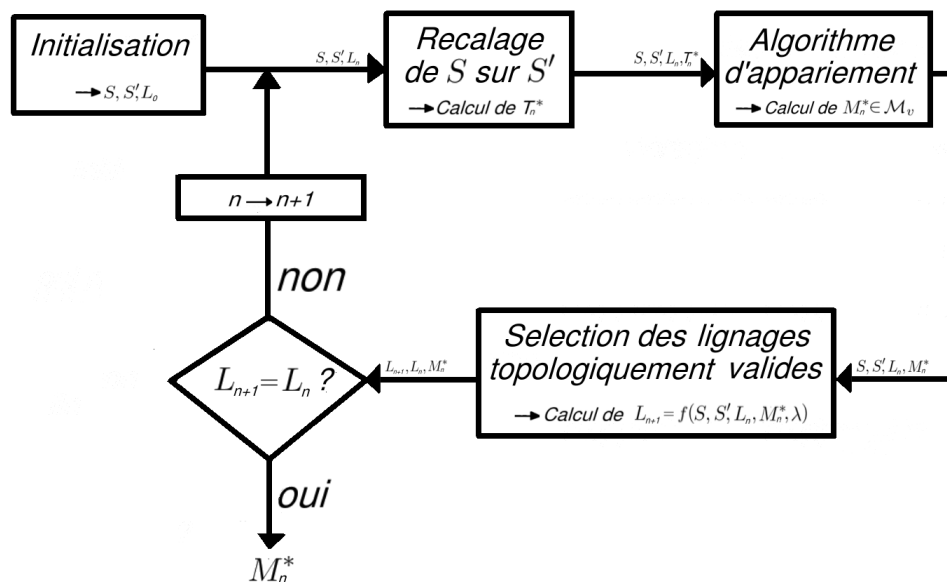 Initialisation
→ S, S', L₀
S, S', Lₙ
Recalage
de S sur S'
→ Calcul de Tₙ*
S, S', Lₙ, Tₙ*
Algorithme
d'appariement
→ Calcul de Mₙ* ∈ ℳᵥ
n → n+1
non
Lₙ₊₁ = Lₙ ?
Lₙ₊₁, Lₙ, Mₙ*
Selection des lignages
topologiquement valides
→ Calcul de Lₙ₊₁ = f(S, S', Lₙ, Mₙ*, λ)
S, S', Lₙ, Mₙ*
oui
Mₙ*